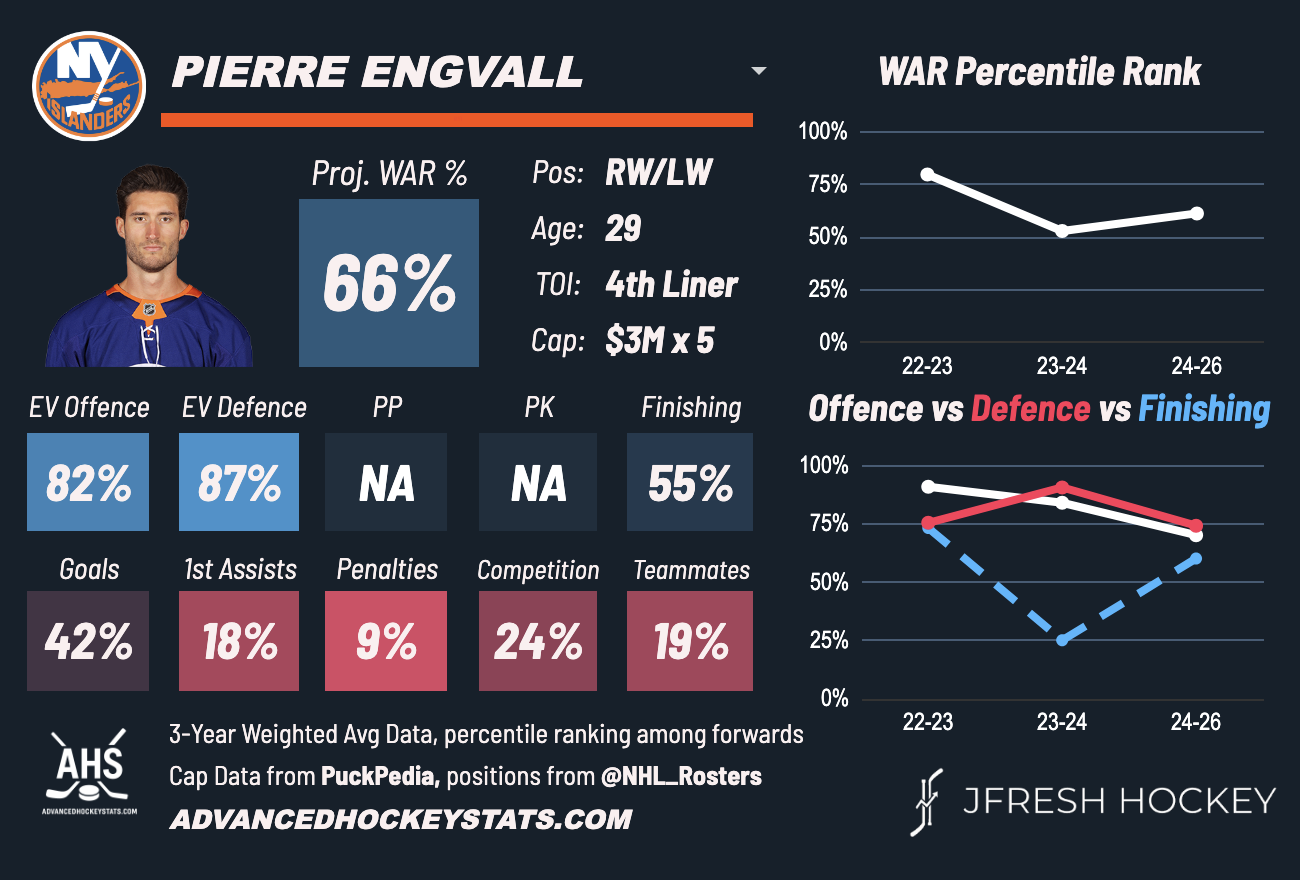 NY
ISLANDERS
PIERRE ENGVALL
Proj. WAR %
66%
Pos: RW/LW
Age: 29
TOI: 4th Liner
Cap: $3M x 5
EV Offence EV Defence PP PK Finishing
82% 87% NA NA 55%
Goals 1st Assists Penalties Competition Teammates
42% 18% 9% 24% 19%
WAR Percentile Rank
100%
75%
50%
25%
0%
22-23 23-24 24-26
Offence vs Defence vs Finishing
100%
75%
50%
25%
0%
22-23 23-24 24-26
AHS
ADVANCEDHOCKEYSTATS.COM
3-Year Weighted Avg Data, percentile ranking among forwards
Cap Data from PuckPedia, positions from @NHL_Rosters
ADVANCEDHOCKEYSTATS.COM
JFRESH HOCKEY